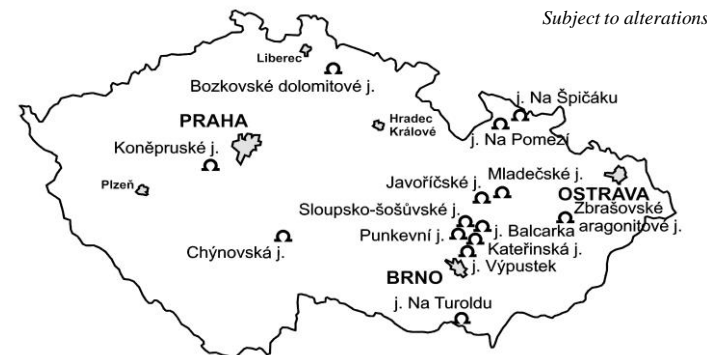 Subject to alterations
Liberec
Bozkovské dolomitové j.
j. Na Špičáku
PRAHA
Hradec
Králové
j. Na Pomezí
Koněpruské j.
Mladečské j.
Plzeň
Javoříčské j.
OSTRAVA
Sloupsko-šošůvské j.
Zbrašovské
aragonitové j.
Punkevní j.
j. Balcarka
Chýnovská j.
Kateřinská j.
j. Výpustek
BRNO
j. Na Turoldu